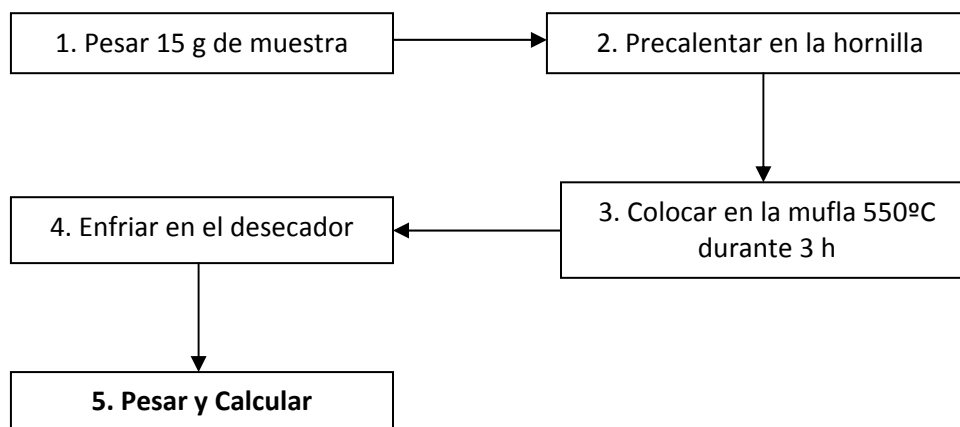 1. Pesar 15 g de muestra
2. Precalentar en la hornilla
3. Colocar en la mufla 550ºC
durante 3 h
4. Enfriar en el desecador
5. Pesar y Calcular